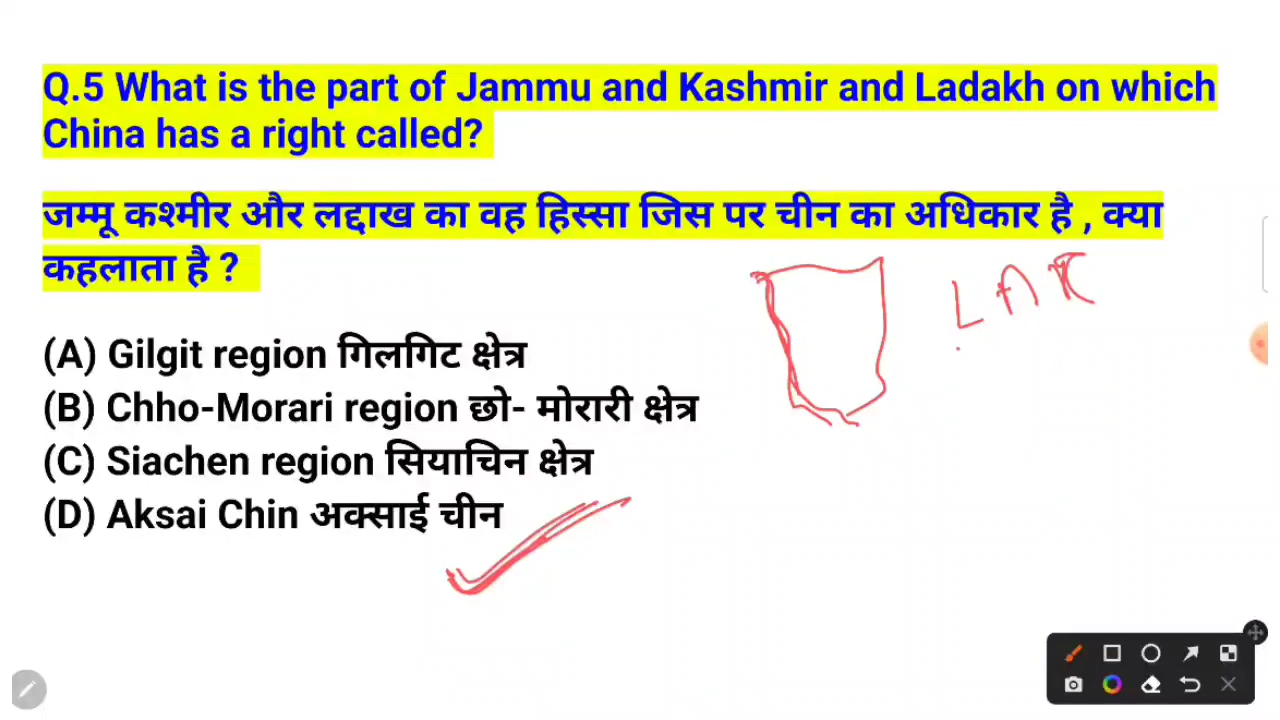 Q.5 What is the part of Jammu and Kashmir and Ladakh on which
China has a right called?
जम्मू कश्मीर और लद्दाख का वह हिस्सा जिस पर चीन का अधिकार है , क्या
कहलाता है ?
(A) Gilgit region गिलगिट क्षेत्र
(B) Chho-Morari region छो- मोरारी क्षेत्र
(C) Siachen region सियाचिन क्षेत्र
(D) Aksai Chin अक्साई चीन